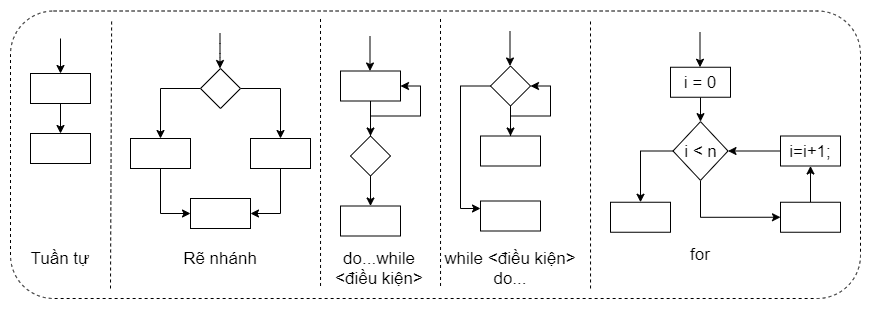 i = 0
i < n
i=i+1;
Tuần tự
Rẽ nhánh
do...while
<điều kiện>
while <điều kiện>
do...
for